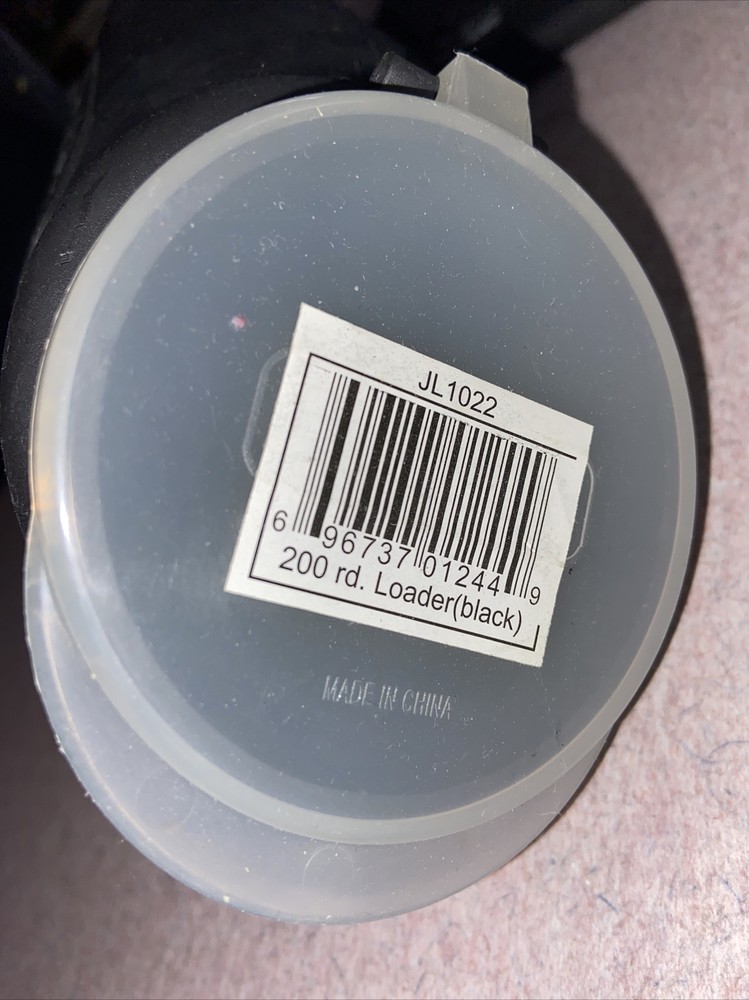 JL1022
6 96737 01244 9
200 rd. Loader(black)
MADE IN CHINA